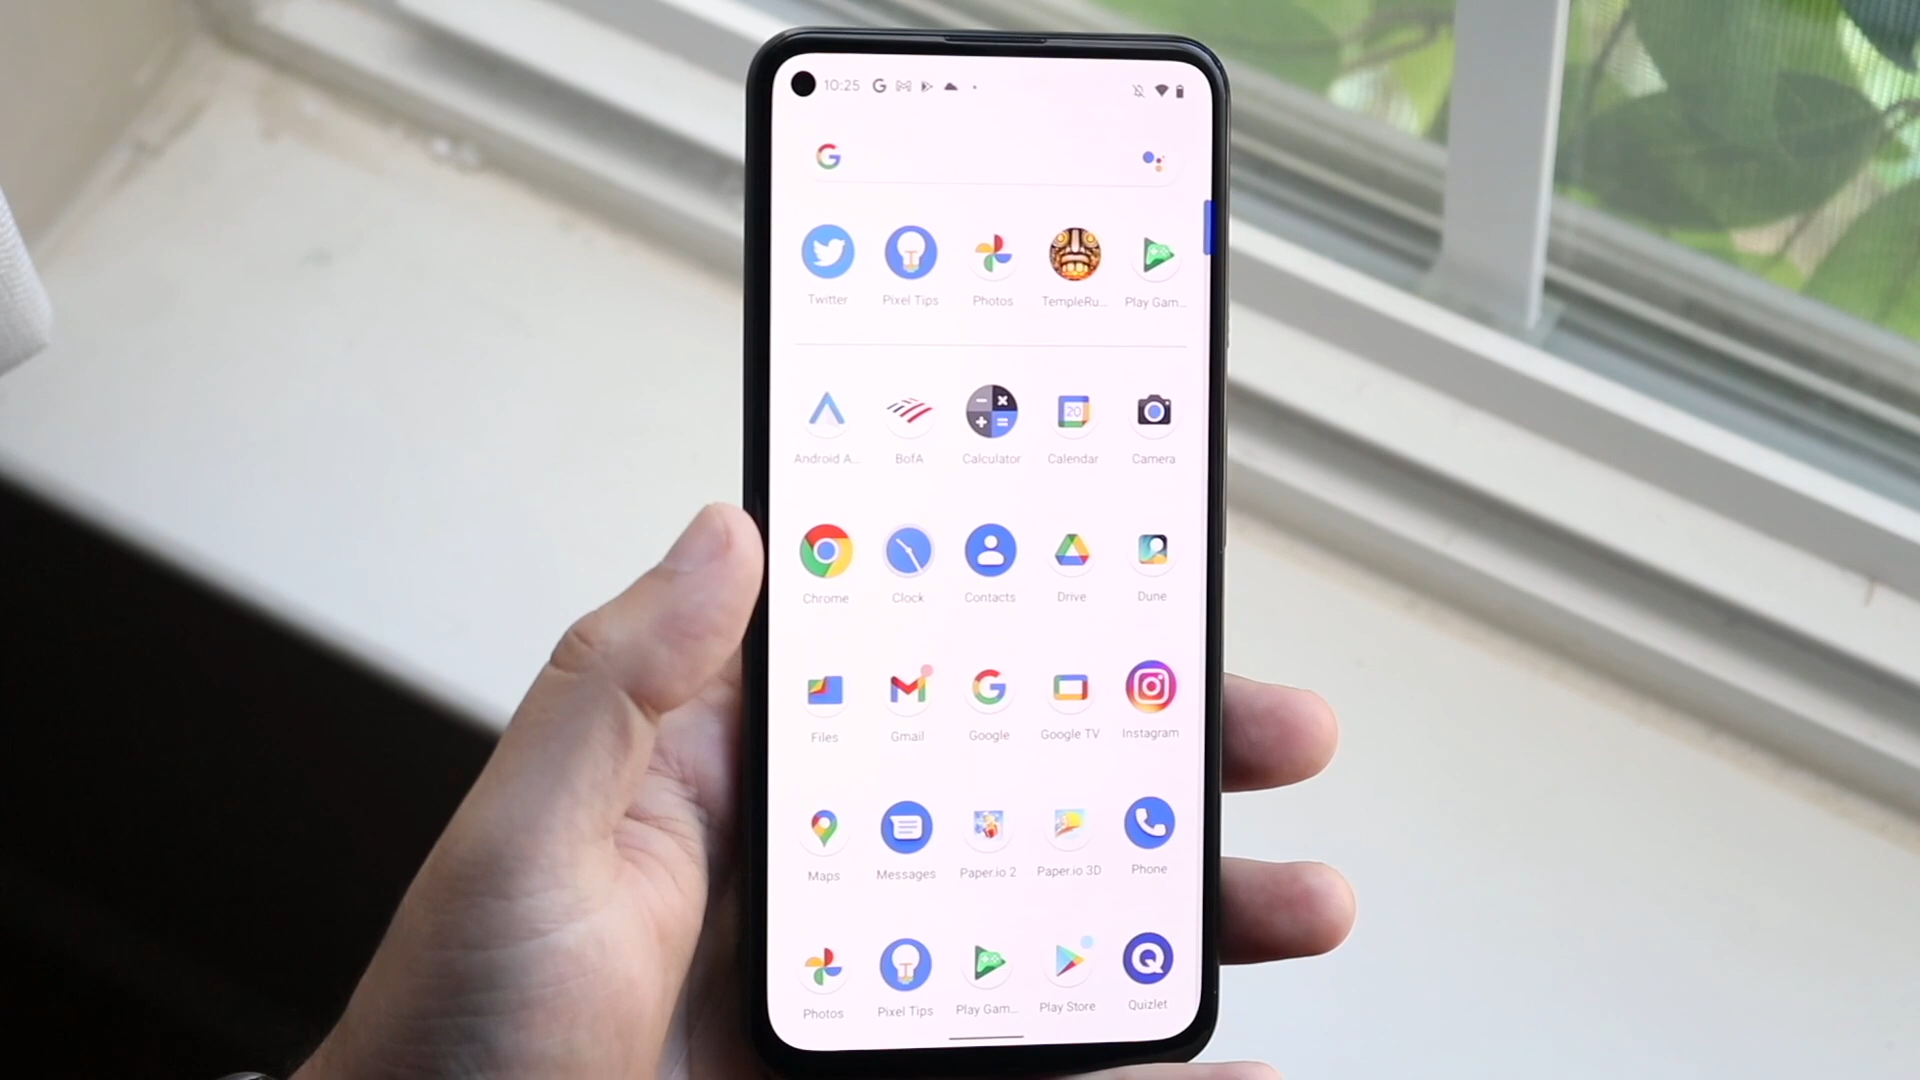 10:25
Twitter Pixel Tips Photos TempleRu... Play Gam...
Android A... BofA Calculator Calendar Camera
20
Chrome Clock Contacts Drive Dune
Files Gmail Google Google TV Instagram
Maps Messages Paper.io 2 Paper.io 3D Phone
Photos Pixel Tips Play Gam... Play Store Quizlet